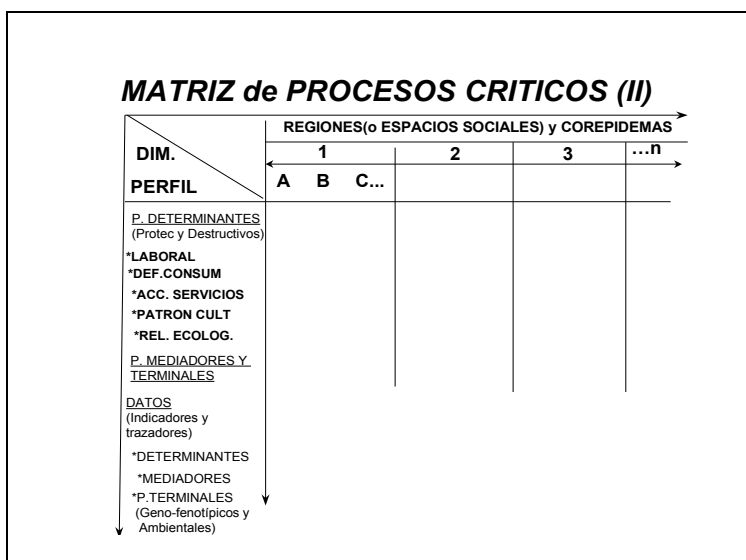 MATRIZ de PROCESOS CRITICOS (II)
REGIONES(o ESPACIOS SOCIALES) y COREPIDEMAS
DIM.
1 2 3 ...n
PERFIL
A B C...
P. DETERMINANTES
(Protec y Destructivos)
*LABORAL
*DEF.CONSUM
*ACC. SERVICIOS
*PATRON CULT
*REL. ECOLOG.
P. MEDIADORES Y
TERMINALES
DATOS
(Indicadores y
trazadores)
*DETERMINANTES
*MEDIADORES
*P.TERMINALES
(Geno-fenotípicos y
Ambientales)